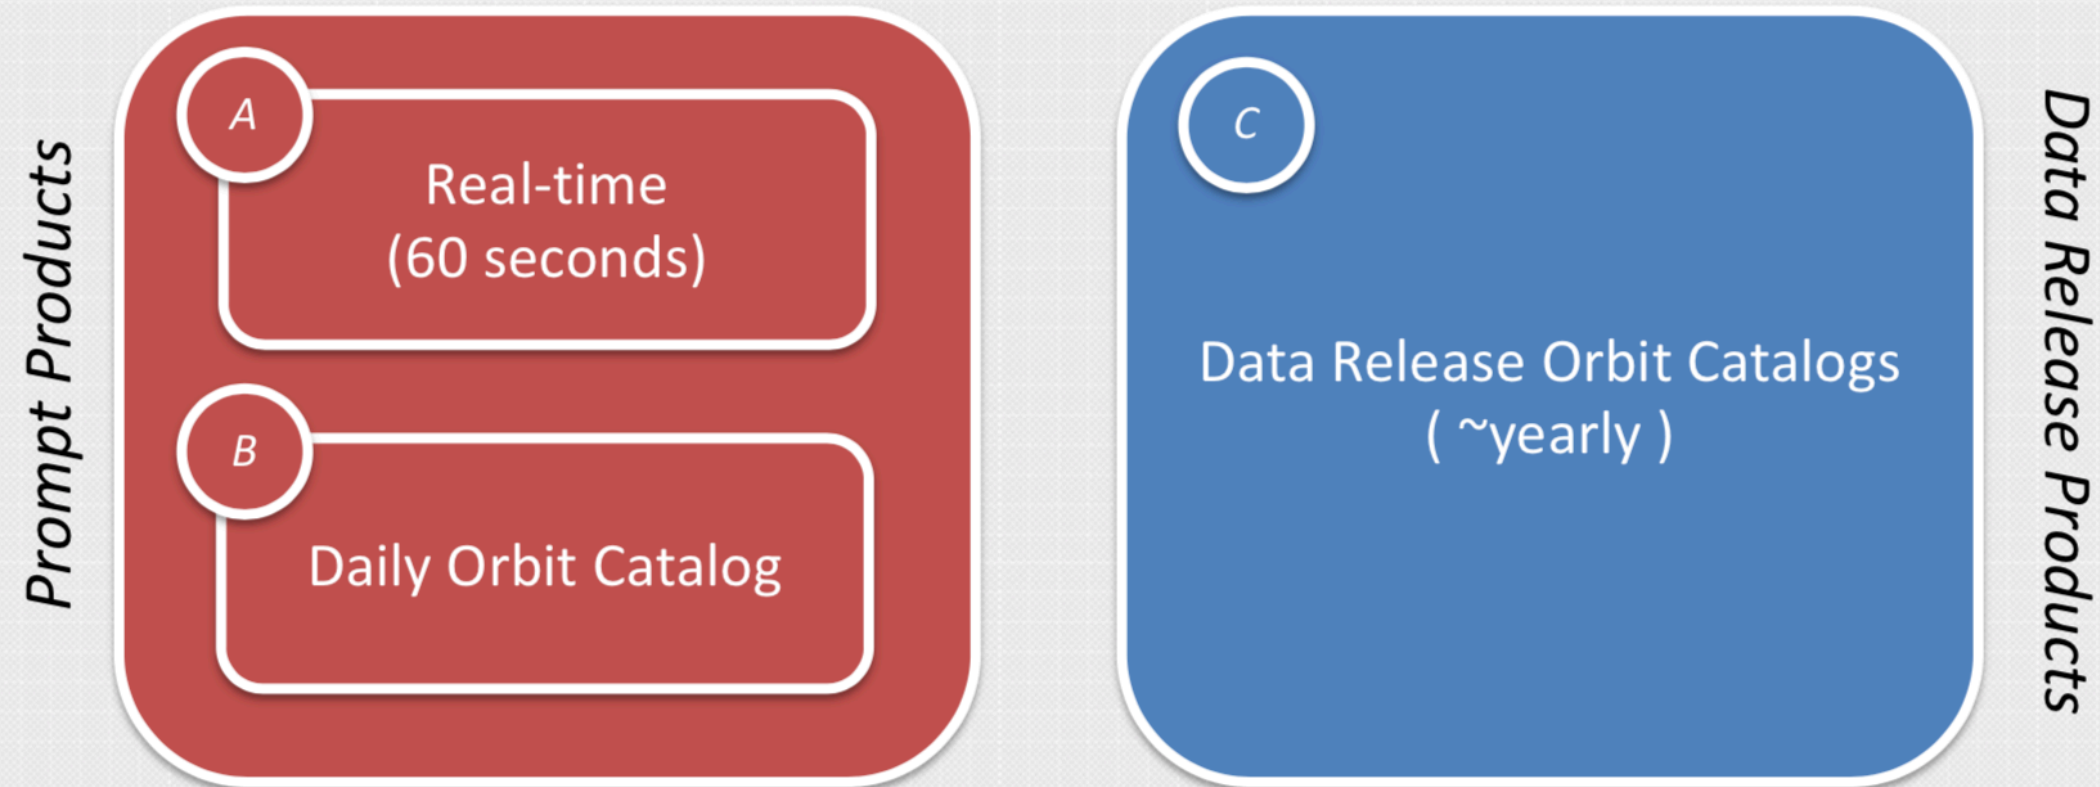 Prompt Products
A
Real-time
(60 seconds)
B
Daily Orbit Catalog
C
Data Release Orbit Catalogs
( ~yearly )
Data Release Products